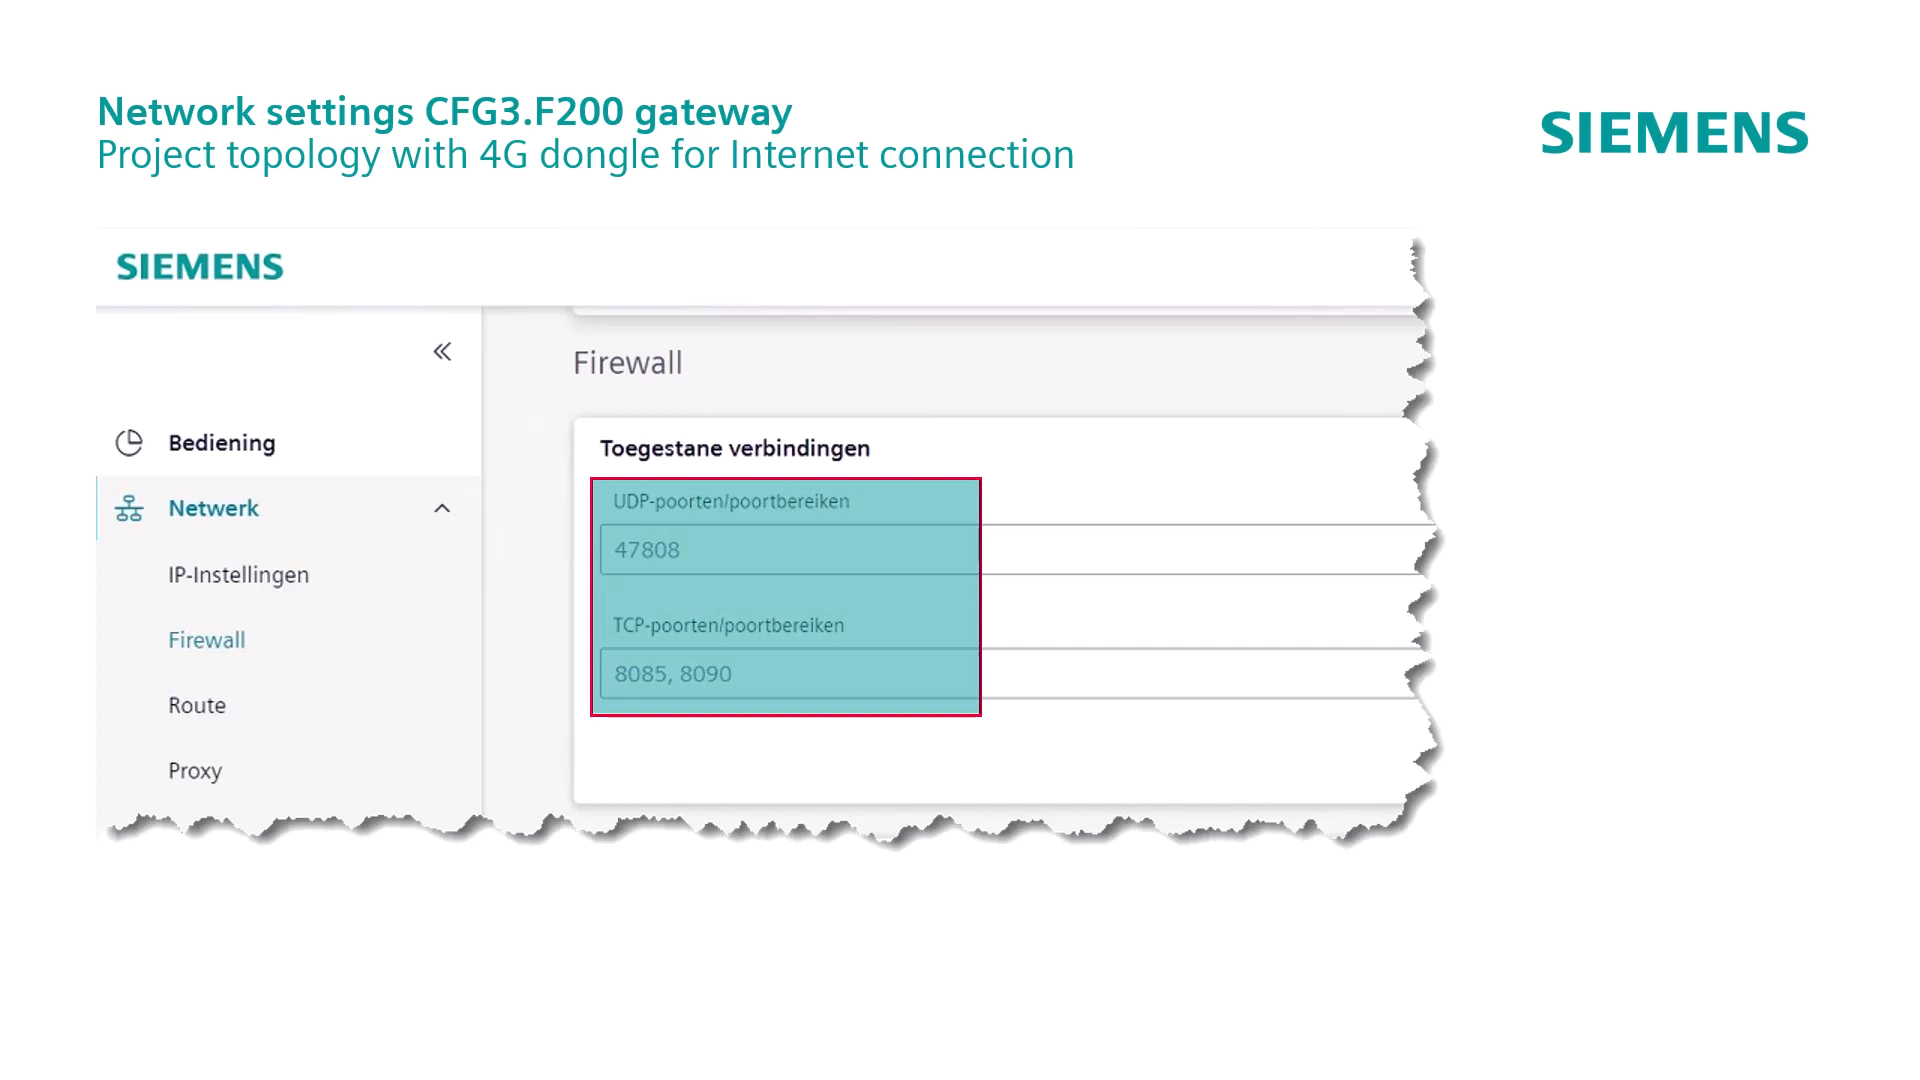 Network settings CFG3.F200 gateway
Project topology with 4G dongle for Internet connection
SIEMENS
SIEMENS
Bediening
Netwerk
IP-Instellingen
Firewall
Route
Proxy
Firewall
Toegestane verbindingen
UDP-poorten/poortbereiken
47808
TCP-poorten/poortbereiken
8085, 8090